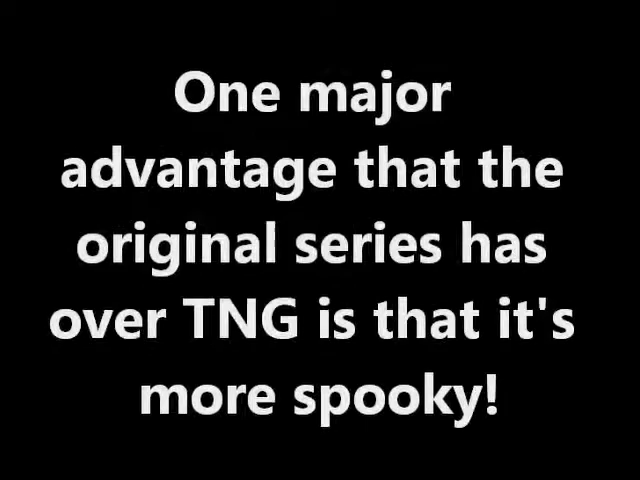 One major
advantage that the
original series has
over TNG is that it's
more spooky!